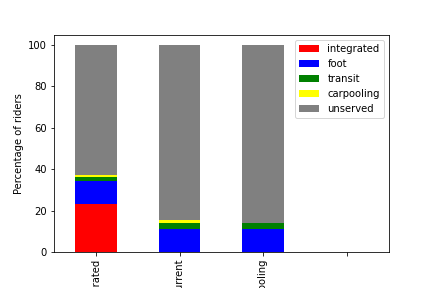 100
80
60
40
20
0
Percentage of riders
integrated
foot
transit
carpooling
unserved
rated
urrent
ooling